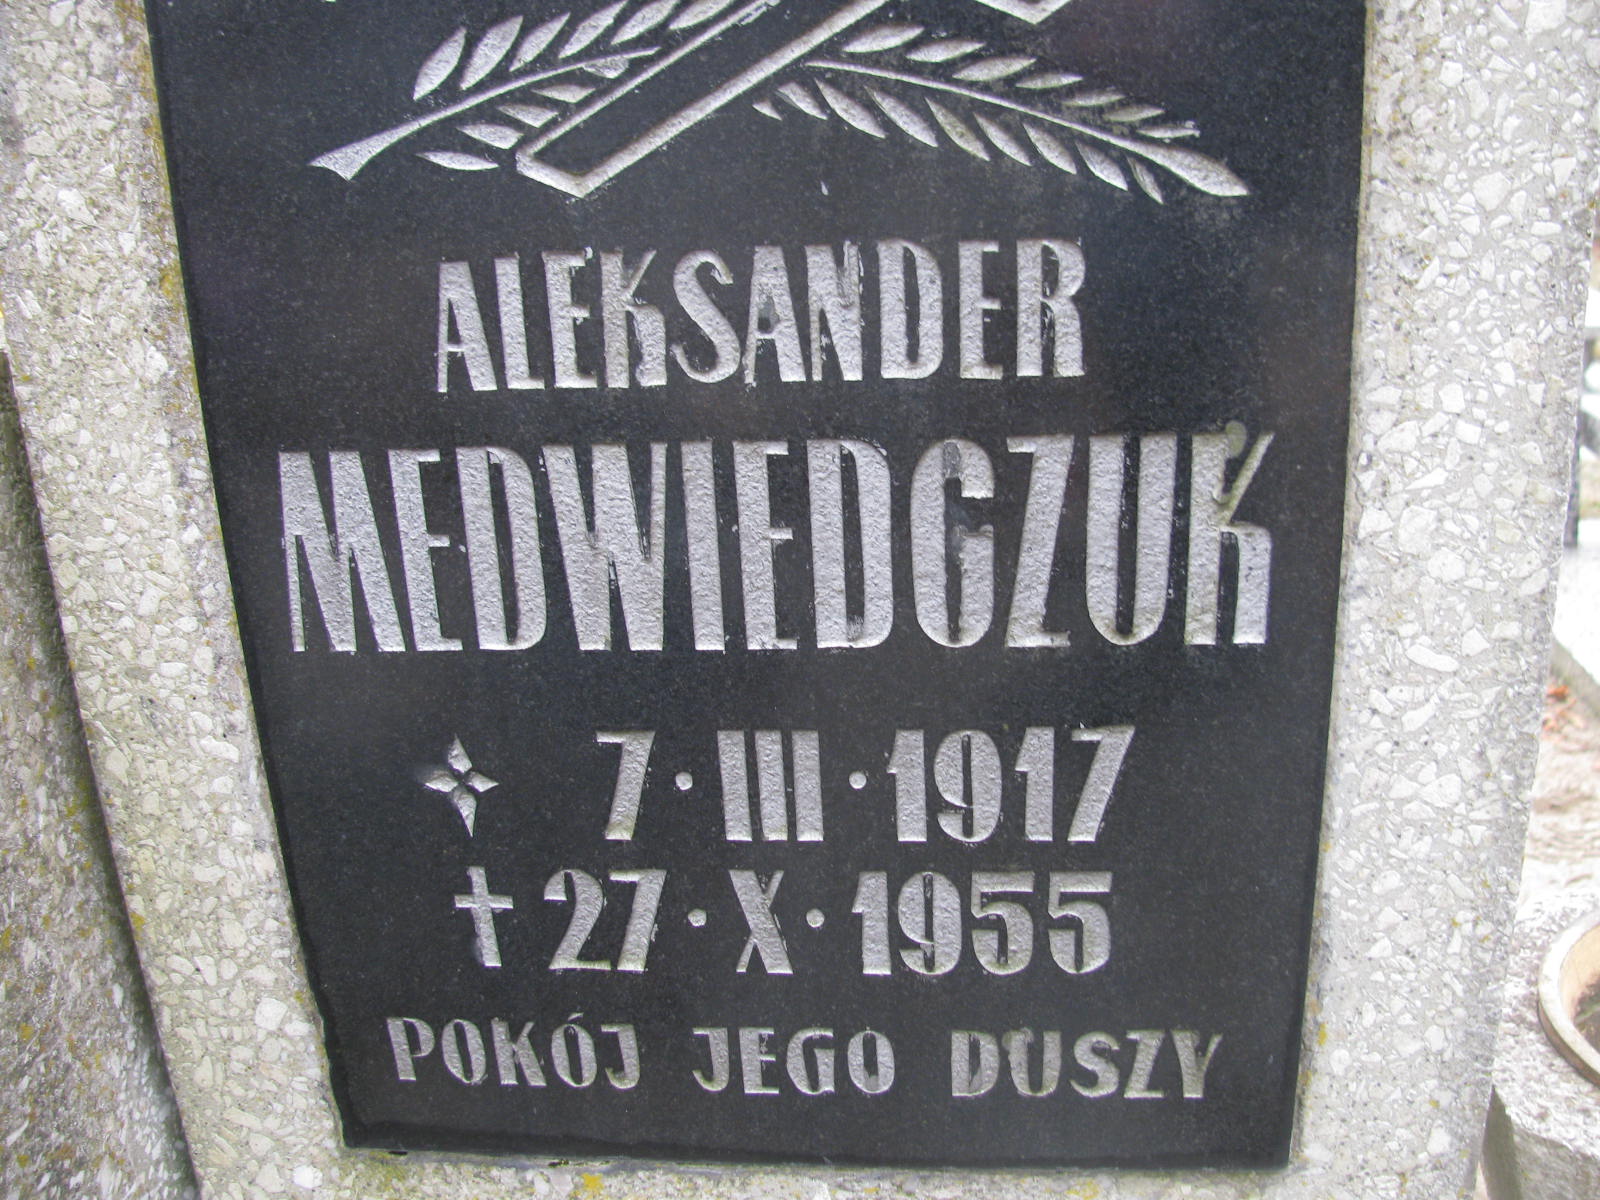 ALEKSANDER
MEDWIEDCZUK
7·III·1917
27·X·1955
POKÓJ JEGO DUSZY